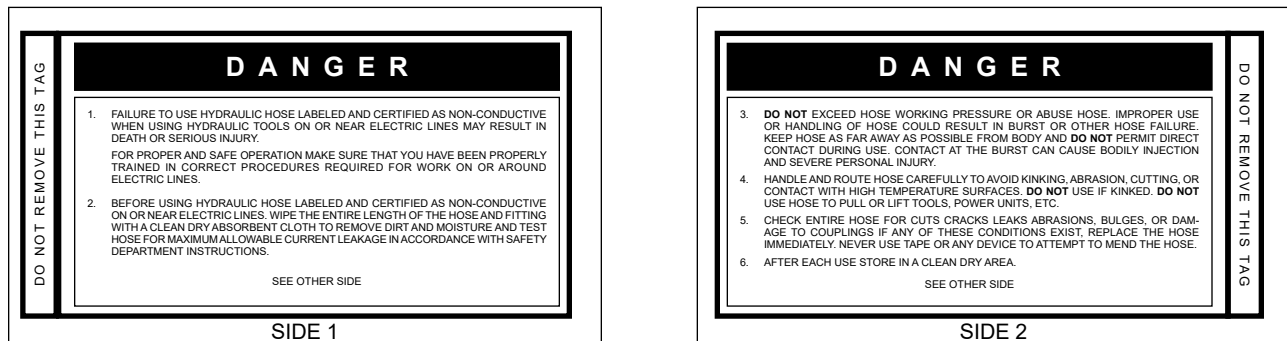 DO NOT REMOVE THIS TAG
D A N G E R
1. FAILURE TO USE HYDRAULIC HOSE LABELED AND CERTIFIED AS NON-CONDUCTIVE
WHEN USING HYDRAULIC TOOLS ON OR NEAR ELECTRIC LINES MAY RESULT IN
DEATH OR SERIOUS INJURY.
FOR PROPER AND SAFE OPERATION MAKE SURE THAT YOU HAVE BEEN PROPERLY
TRAINED IN CORRECT PROCEDURES REQUIRED FOR WORK ON OR AROUND
ELECTRIC LINES.
2. BEFORE USING HYDRAULIC HOSE LABELED AND CERTIFIED AS NON-CONDUCTIVE
ON OR NEAR ELECTRIC LINES. WIPE THE ENTIRE LENGTH OF THE HOSE AND FITTING
WITH A CLEAN DRY ABSORBENT CLOTH TO REMOVE DIRT AND MOISTURE AND TEST
HOSE FOR MAXIMUM ALLOWABLE CURRENT LEAKAGE IN ACCORDANCE WITH SAFETY
DEPARTMENT INSTRUCTIONS.
SEE OTHER SIDE
SIDE 1
D A N G E R
3. DO NOT EXCEED HOSE WORKING PRESSURE OR ABUSE HOSE. IMPROPER USE
OR HANDLING OF HOSE COULD RESULT IN BURST OR OTHER HOSE FAILURE.
KEEP HOSE AS FAR AWAY AS POSSIBLE FROM BODY AND DO NOT PERMIT DIRECT
CONTACT DURING USE. CONTACT AT THE BURST CAN CAUSE BODILY INJECTION
AND SEVERE PERSONAL INJURY.
4. HANDLE AND ROUTE HOSE CAREFULLY TO AVOID KINKING, ABRASION, CUTTING, OR
CONTACT WITH HIGH TEMPERATURE SURFACES. DO NOT USE IF KINKED. DO NOT
USE HOSE TO PULL OR LIFT TOOLS, POWER UNITS, ETC.
5. CHECK ENTIRE HOSE FOR CUTS CRACKS LEAKS ABRASIONS, BULGES, OR DAM-
AGE TO COUPLINGS IF ANY OF THESE CONDITIONS EXIST, REPLACE THE HOSE
IMMEDIATELY. NEVER USE TAPE OR ANY DEVICE TO ATTEMPT TO MEND THE HOSE.
6. AFTER EACH USE STORE IN A CLEAN DRY AREA.
SEE OTHER SIDE
DO NOT REMOVE THIS TAG
SIDE 2